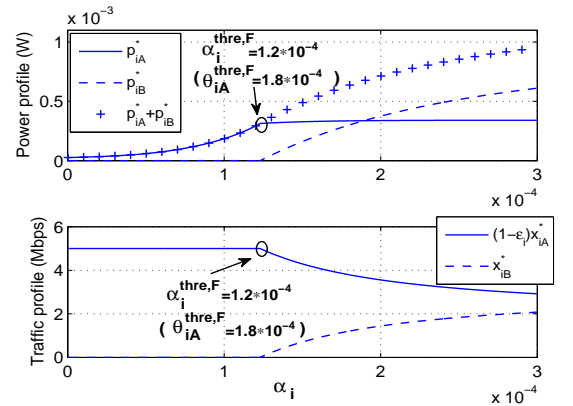 x 10⁻³
1
0.5
0
Power profile (W)
p*iA
p*iB
p*iA+p*iB
αi^thre,F=1.2*10⁻⁴
( θiA^thre,F=1.8*10⁻⁴ )
0 1 2 3
x 10⁻⁴
6
4
2
0
Traffic profile (Mbps)
(1−εi)x*iA
x*iB
αi^thre,F=1.2*10⁻⁴
( θiA^thre,F=1.8*10⁻⁴ )
0 1 2 3
αi
x 10⁻⁴